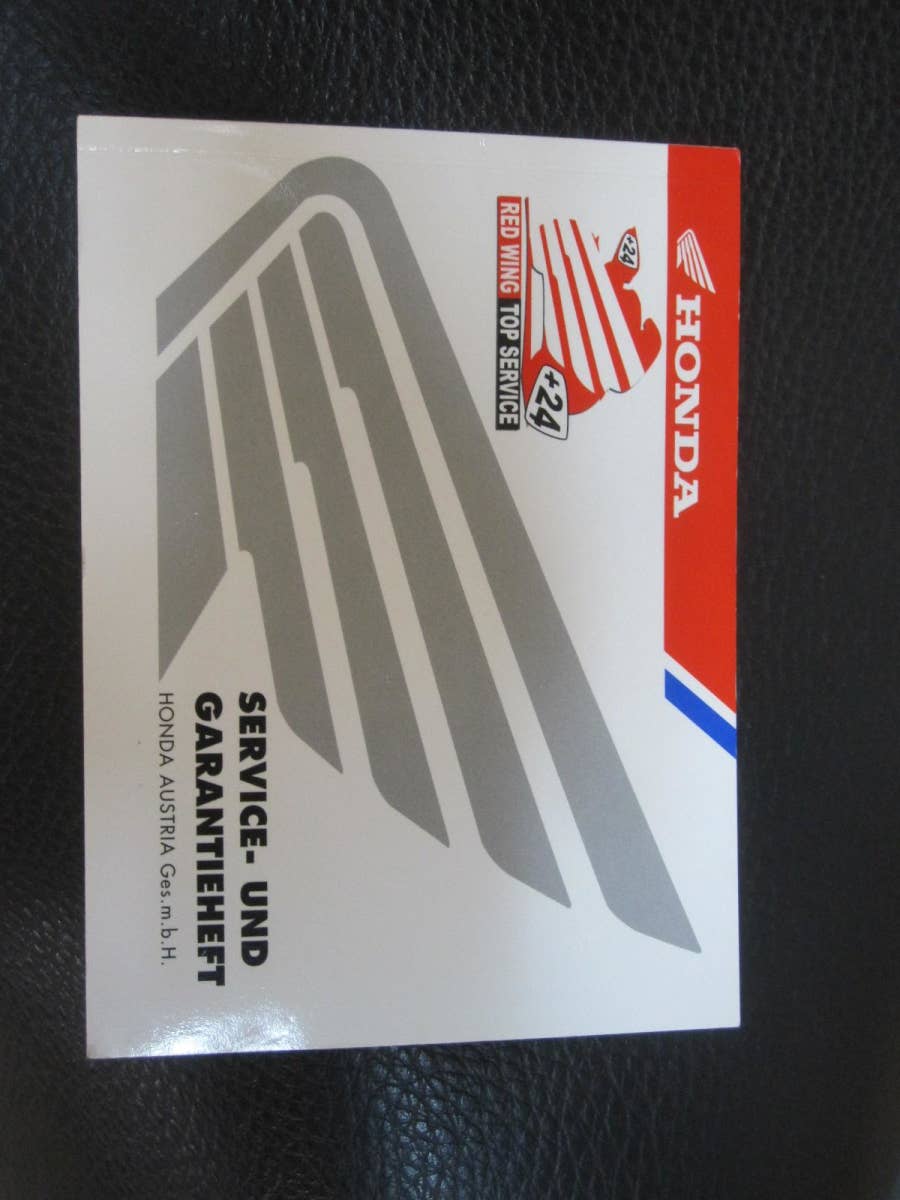 HONDA
+24
+24
RED WING TOP SERVICE
SERVICE- UND
GARANTIEHEFT
HONDA AUSTRIA Ges.m.b.H.